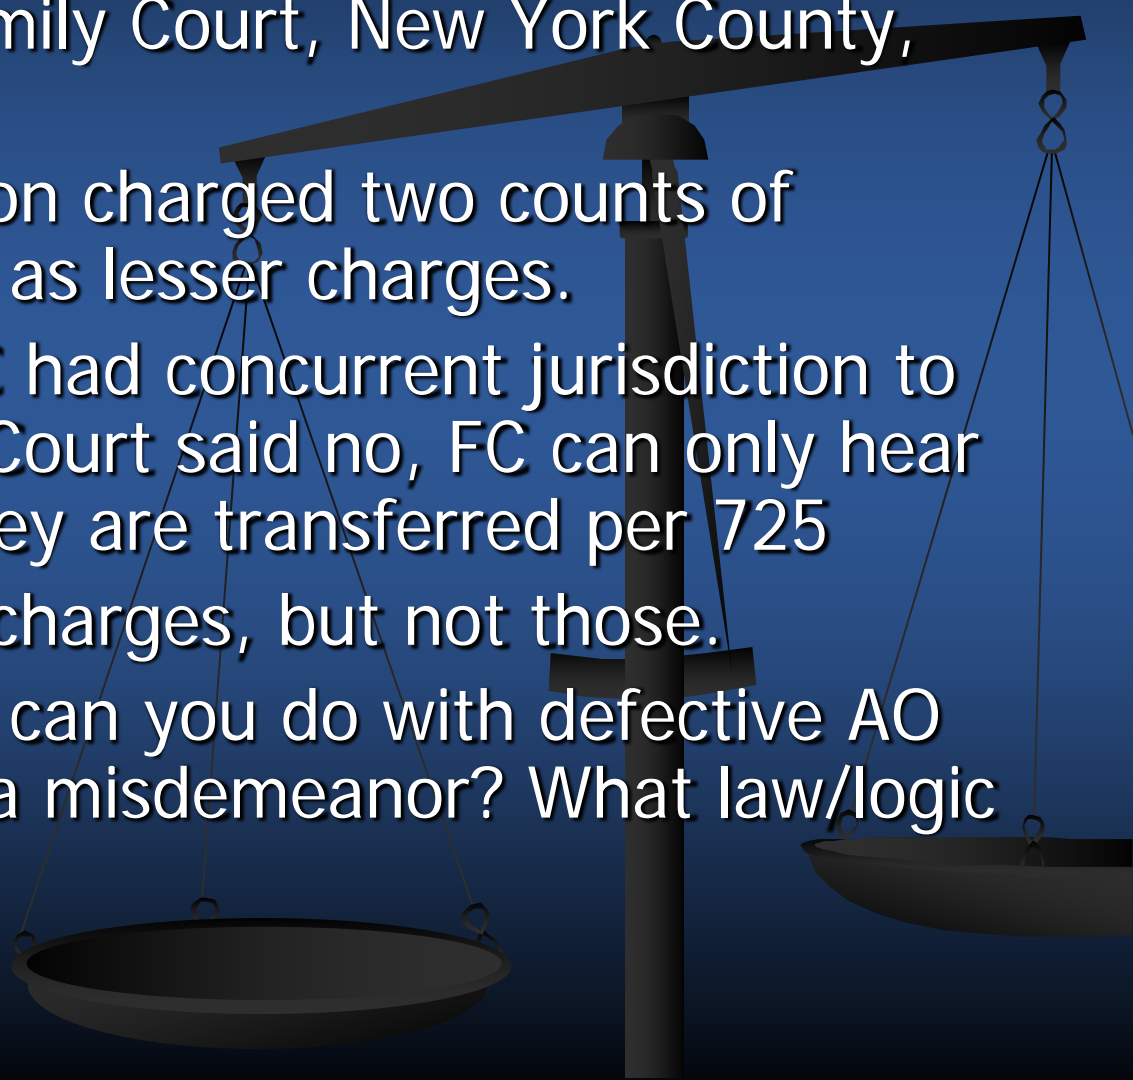 mily Court, New York County,
on charged two counts of
as lesser charges.
had concurrent jurisdiction to
Court said no, FC can only hear
ey are transferred per 725
charges, but not those.
can you do with defective AO
a misdemeanor? What law/logic